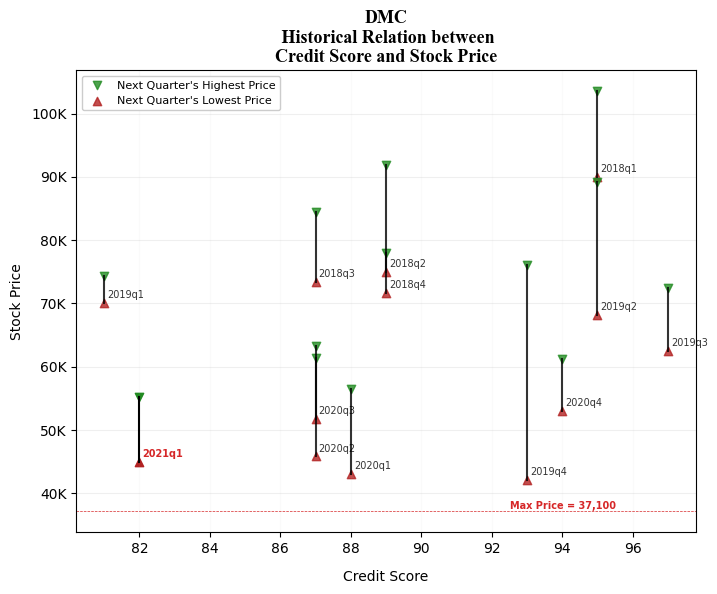 DMC
Historical Relation between
Credit Score and Stock Price
Next Quarter's Highest Price
Next Quarter's Lowest Price
Stock Price
100K
90K
80K
70K
60K
50K
40K
2018q1
2018q2
2018q3
2018q4
2019q1
2019q2
2019q3
2020q4
2020q3
2020q2
2020q1
2021q1
2019q4
Max Price = 37,100
82
84
86
88
90
92
94
96
Credit Score